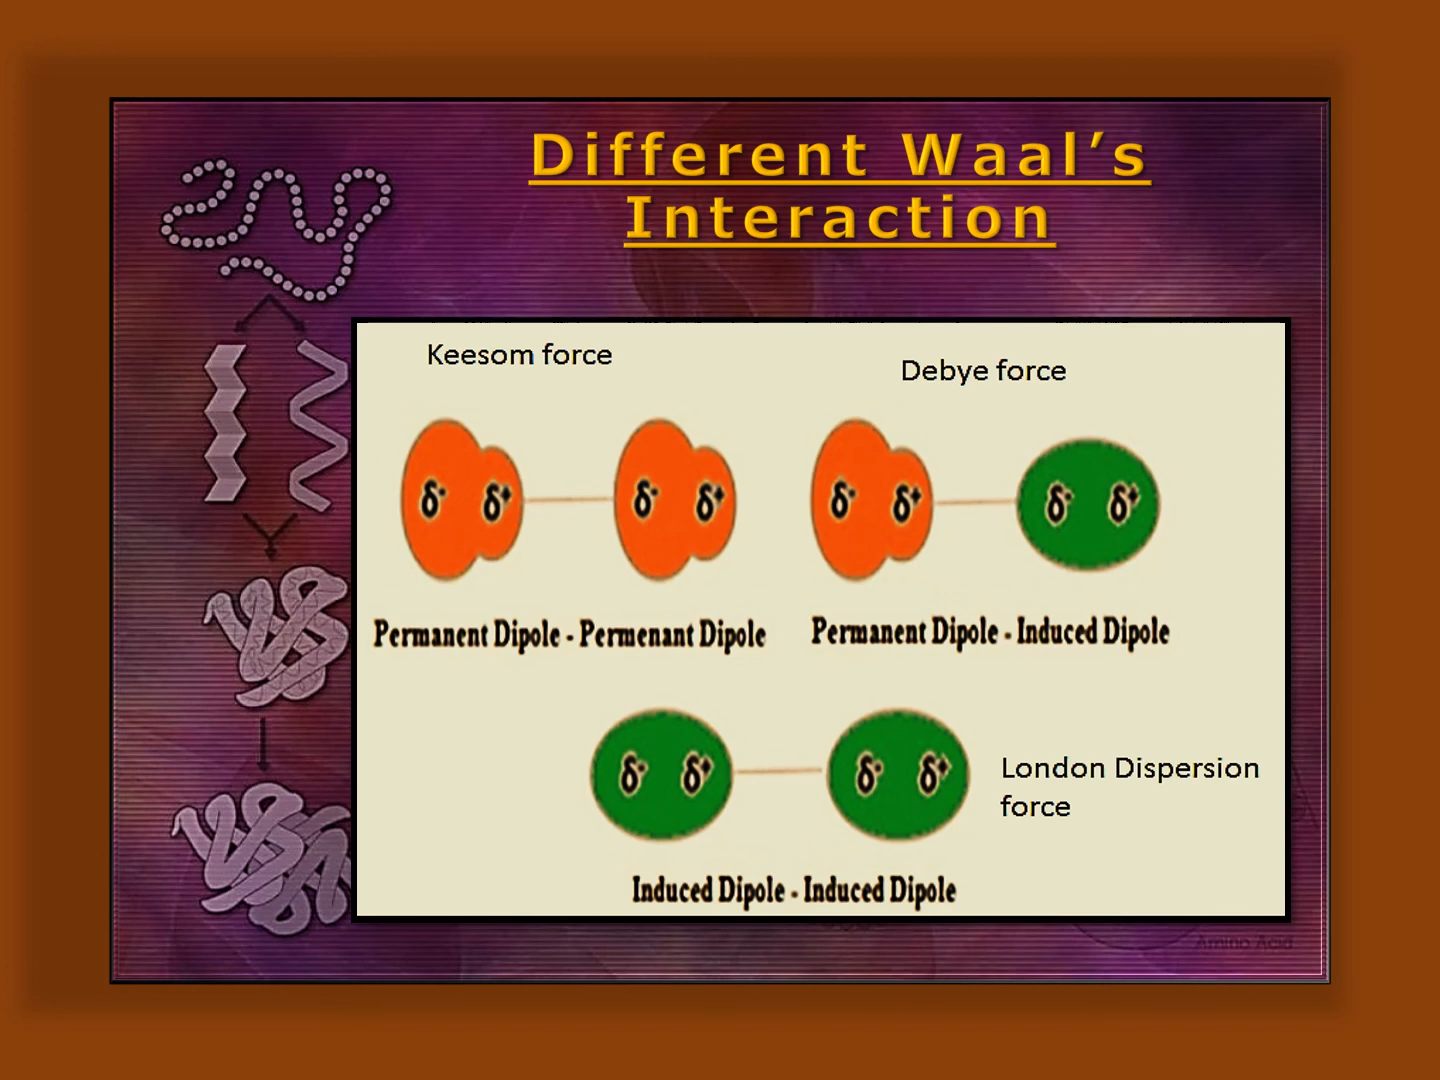 Different Waal’s
Interaction
Keesom force
Debye force
δ- δ+ δ- δ+
δ- δ+ δ- δ+
Permanent Dipole - Permenant Dipole
Permanent Dipole - Induced Dipole
δ- δ+ δ- δ+
London Dispersion
force
Induced Dipole - Induced Dipole
Amino Acid